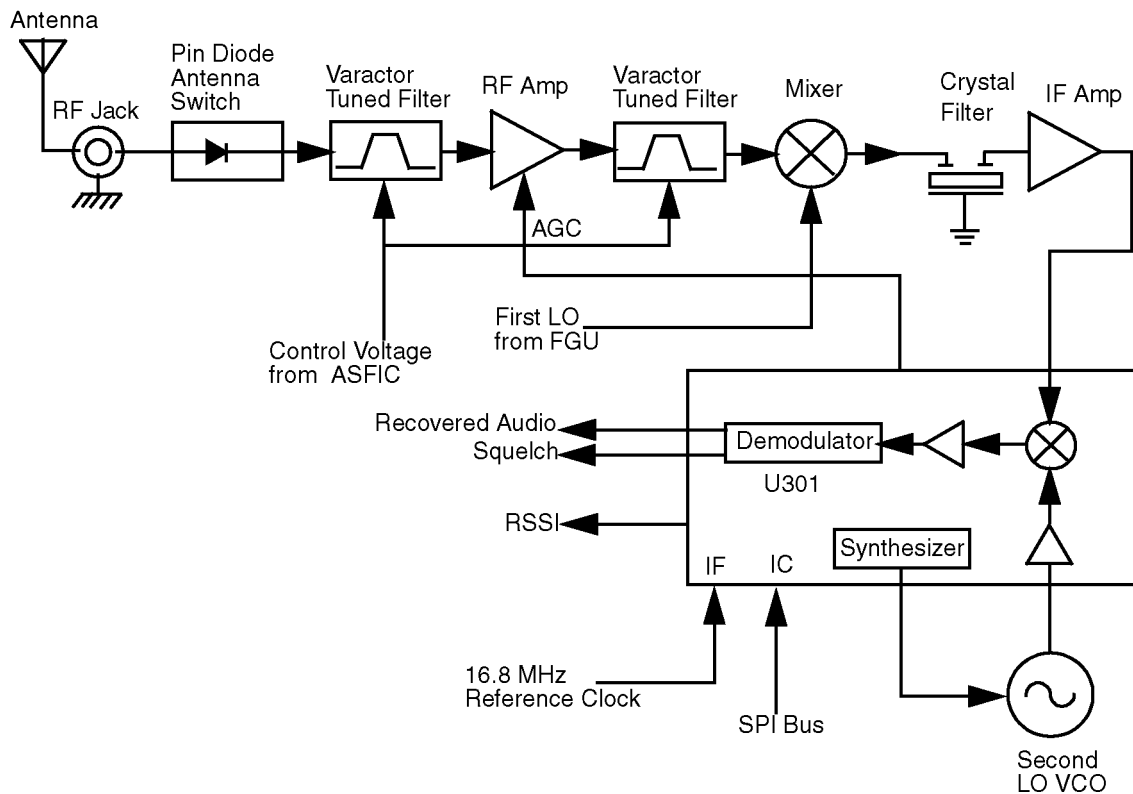 Antenna
RF Jack
Pin Diode
Antenna
Switch
Varactor
Tuned Filter
RF Amp
Varactor
Tuned Filter
Mixer
Crystal
Filter
IF Amp
AGC
First LO
from FGU
Control Voltage
from ASFIC
Recovered Audio
Squelch
Demodulator
U301
RSSI
Synthesizer
IF IC
16.8 MHz
Reference Clock
SPI Bus
Second
LO VCO